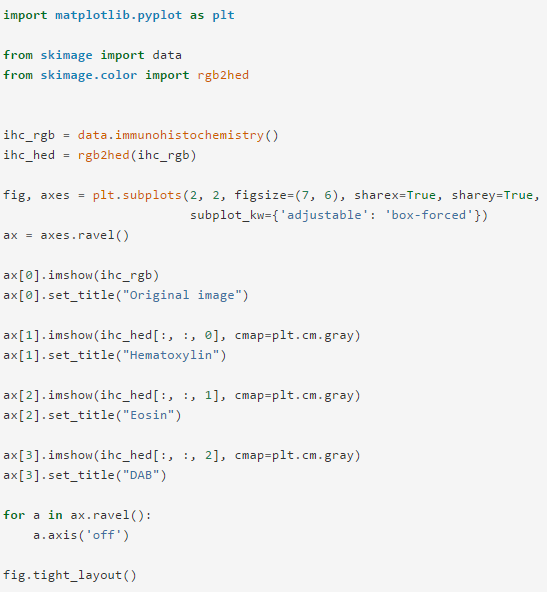 import matplotlib.pyplot as plt

from skimage import data
from skimage.color import rgb2hed


ihc_rgb = data.immunohistochemistry()
ihc_hed = rgb2hed(ihc_rgb)

fig, axes = plt.subplots(2, 2, figsize=(7, 6), sharex=True, sharey=True,
                         subplot_kw={'adjustable': 'box-forced'})
ax = axes.ravel()

ax[0].imshow(ihc_rgb)
ax[0].set_title("Original image")

ax[1].imshow(ihc_hed[:, :, 0], cmap=plt.cm.gray)
ax[1].set_title("Hematoxylin")

ax[2].imshow(ihc_hed[:, :, 1], cmap=plt.cm.gray)
ax[2].set_title("Eosin")

ax[3].imshow(ihc_hed[:, :, 2], cmap=plt.cm.gray)
ax[3].set_title("DAB")

for a in ax.ravel():
    a.axis('off')

fig.tight_layout()